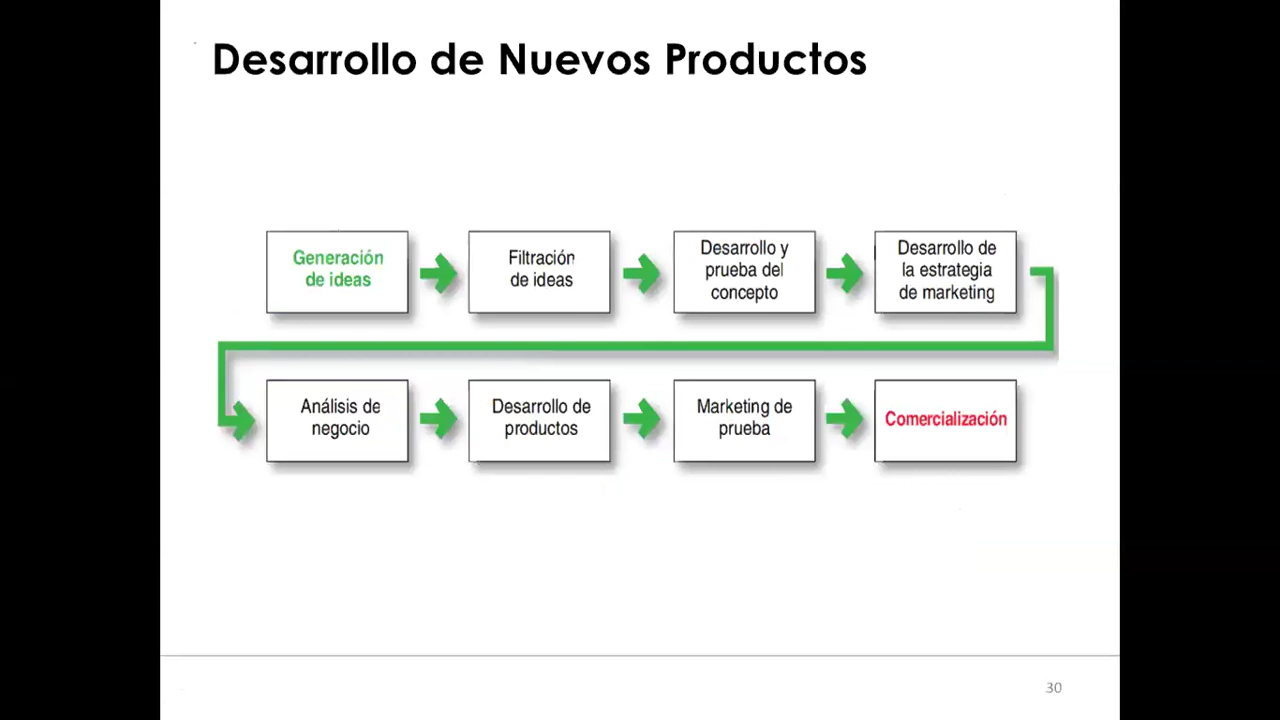 Desarrollo de Nuevos Productos
Generación
de ideas
Filtración
de ideas
Desarrollo y
prueba del
concepto
Desarrollo de
la estrategia
de marketing
Análisis de
negocio
Desarrollo de
productos
Marketing de
prueba
Comercialización
30